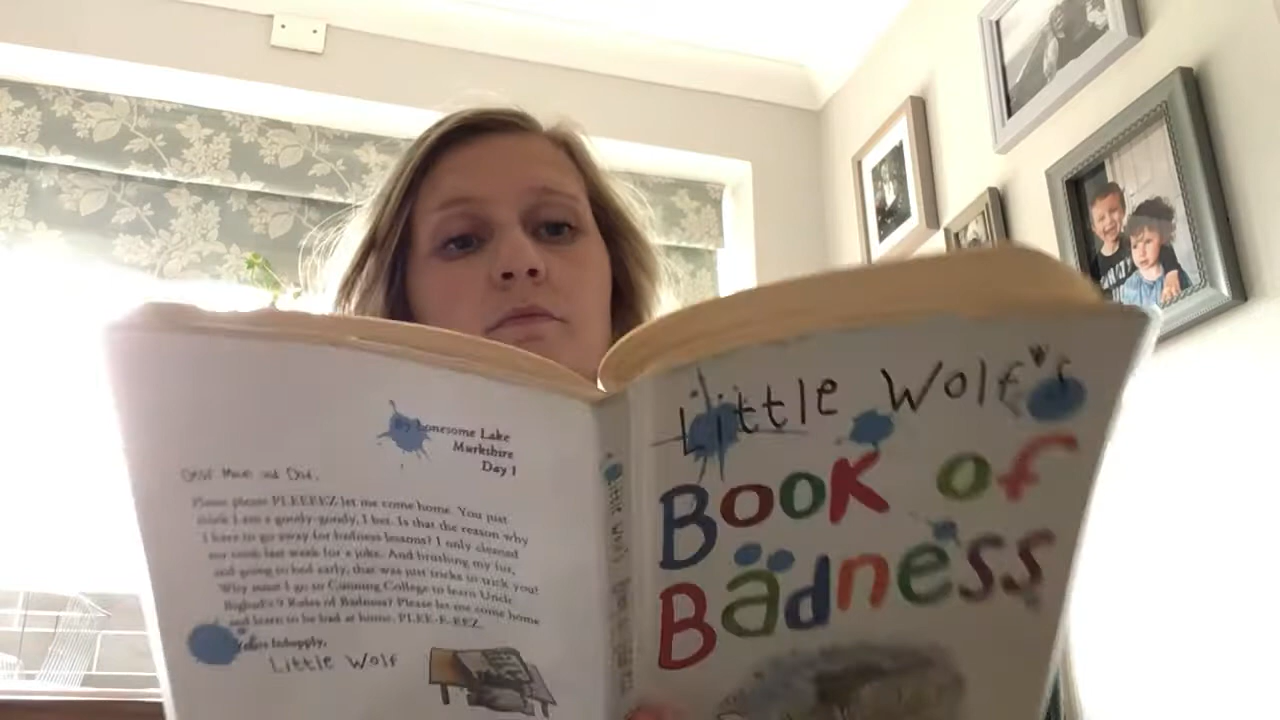 By Lonesome Lake
Murkshire
Day 1
Dear Mum and Dad,
Please please PLEEEEZ let me come home. You just
think I am a goody-goody, I bet. Is that the reason why
I have to go away for badness lessons? I only cleaned
my teeth last week for a joke. And brushing my fur,
and going to bed early, that was just tricks to trick you!
Why must I go to Cunning College to learn Uncle
Bigbad's 9 Rules of Badness? Please let me come home
and learn to be bad at home, PLEE-E-EEZ.
Yours
Little Wolf
Little Wolf's
Book of
Badness